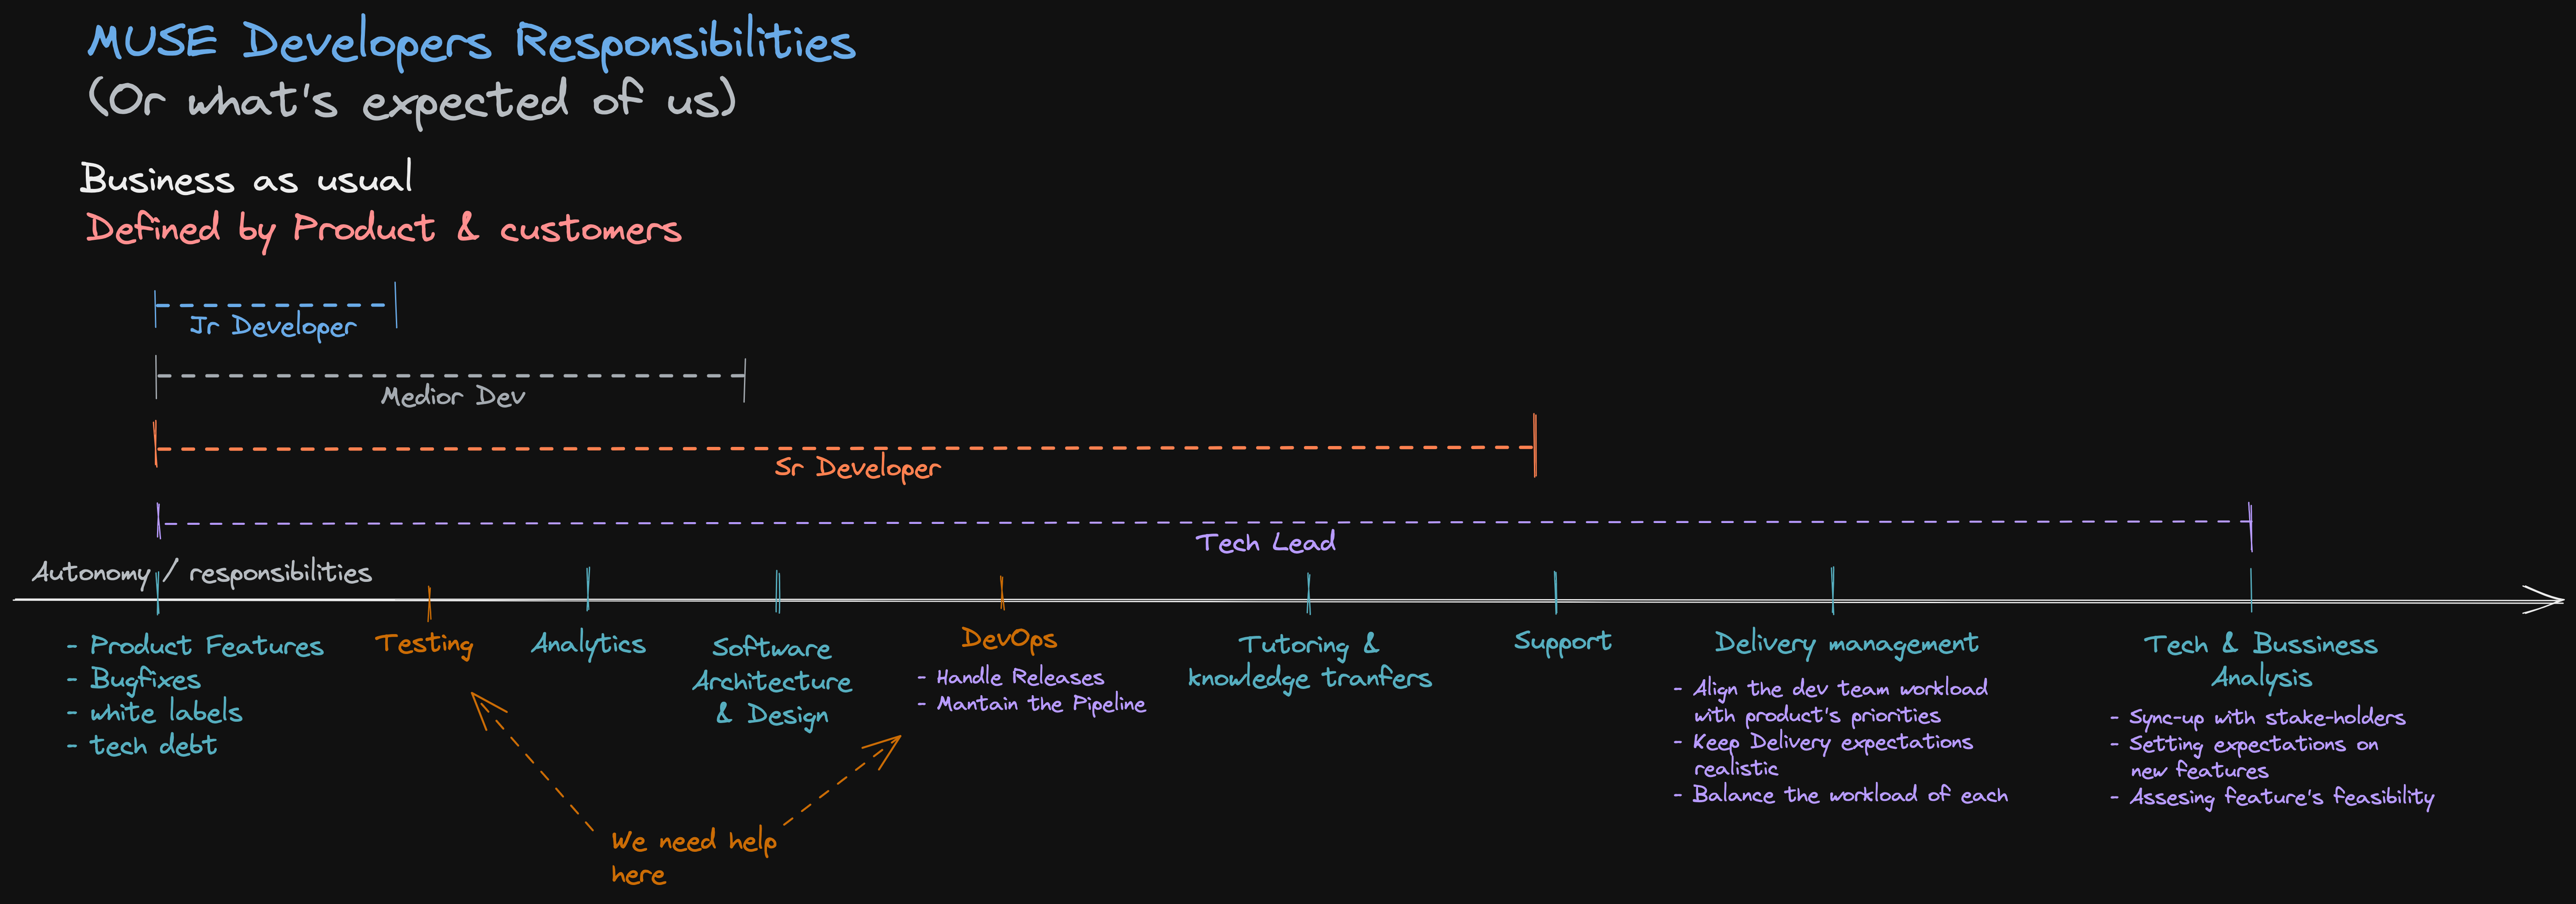 MUSE Developers Responsibilities
(Or what's expected of us)
Business as usual
Defined by Product & customers
Jr Developer
Medior Dev
Sr Developer
Tech Lead
Autonomy / responsibilities
- Product Features
- Bugfixes
- white labels
- tech debt
Testing
Analytics
Software
Architecture
& Design
DevOps
- Handle Releases
- Mantain the Pipeline
Tutoring &
knowledge tranfers
Support
Delivery management
- Align the dev team workload
with product's priorities
- Keep Delivery expectations
realistic
- Balance the workload of each
Tech & Bussiness
Analysis
- Sync-up with stake-holders
- Setting expectations on
new features
- Assesing feature's feasibility
We need help
here